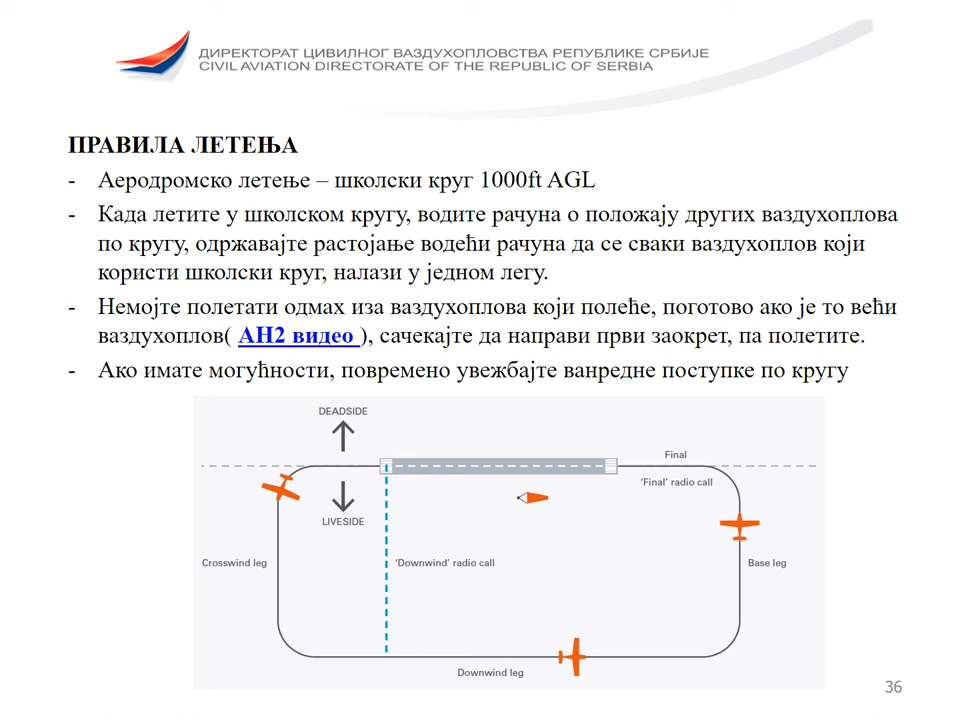 ДИРЕКТОРАТ ЦИВИЛНОГ ВАЗДУХОПЛОВСТВА РЕПУБЛИКЕ СРБИЈЕ
CIVIL AVIATION DIRECTORATE OF THE REPUBLIC OF SERBIA
ПРАВИЛА ЛЕТЕЊА
- Аеродромско летење – школски круг 1000ft AGL
- Када летите у школском кругу, водите рачуна о положају других ваздухоплова
по кругу, одржавајте растојање водећи рачуна да се сваки ваздухоплов који
користи школски круг, налази у једном легу.
- Немојте полетати одмах иза ваздухоплова који полеће, поготово ако је то већи
ваздухоплов( АН2 видео ), сачекајте да направи први заокрет, па полетите.
- Ако имате могућности, повремено увежбајте ванредне поступке по кругу
DEADSIDE
Final
'Final' radio call
LIVESIDE
Crosswind leg
'Downwind' radio call
Base leg
Downwind leg
36